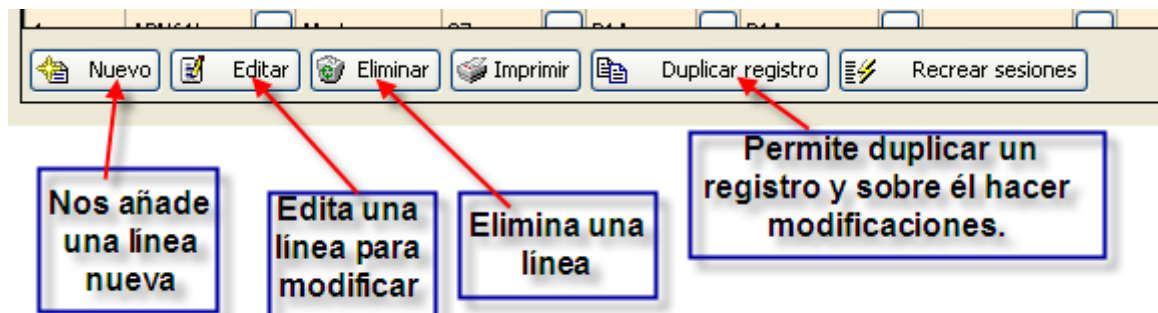 Nuevo Editar Eliminar Imprimir Duplicar registro Recrear sesiones
Nos añade
una línea
nueva
Edita una
línea para
modificar
Elimina una
línea
Permite duplicar un
registro y sobre él hacer
modificaciones.